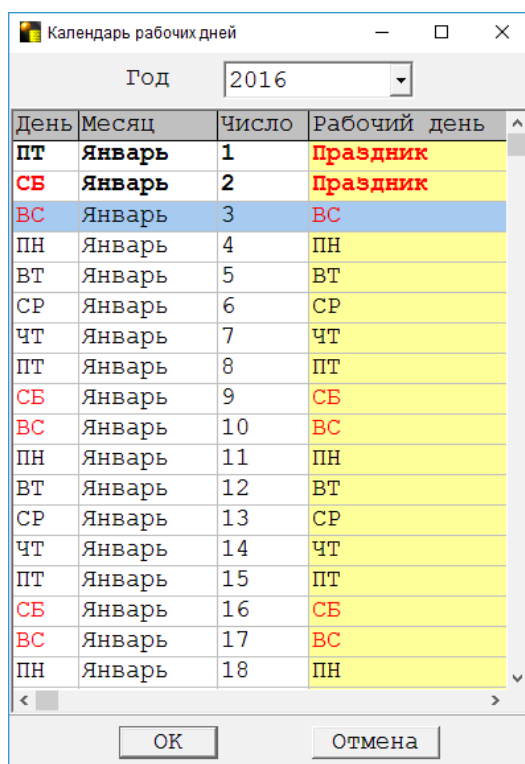 Календарь рабочих дней
Год 2016
День Месяц Число Рабочий день
ПТ Январь 1 Праздник
СБ Январь 2 Праздник
ВС Январь 3 ВС
ПН Январь 4 ПН
ВТ Январь 5 ВТ
СР Январь 6 СР
ЧТ Январь 7 ЧТ
ПТ Январь 8 ПТ
СБ Январь 9 СБ
ВС Январь 10 ВС
ПН Январь 11 ПН
ВТ Январь 12 ВТ
СР Январь 13 СР
ЧТ Январь 14 ЧТ
ПТ Январь 15 ПТ
СБ Январь 16 СБ
ВС Январь 17 ВС
ПН Январь 18 ПН
OK Отмена